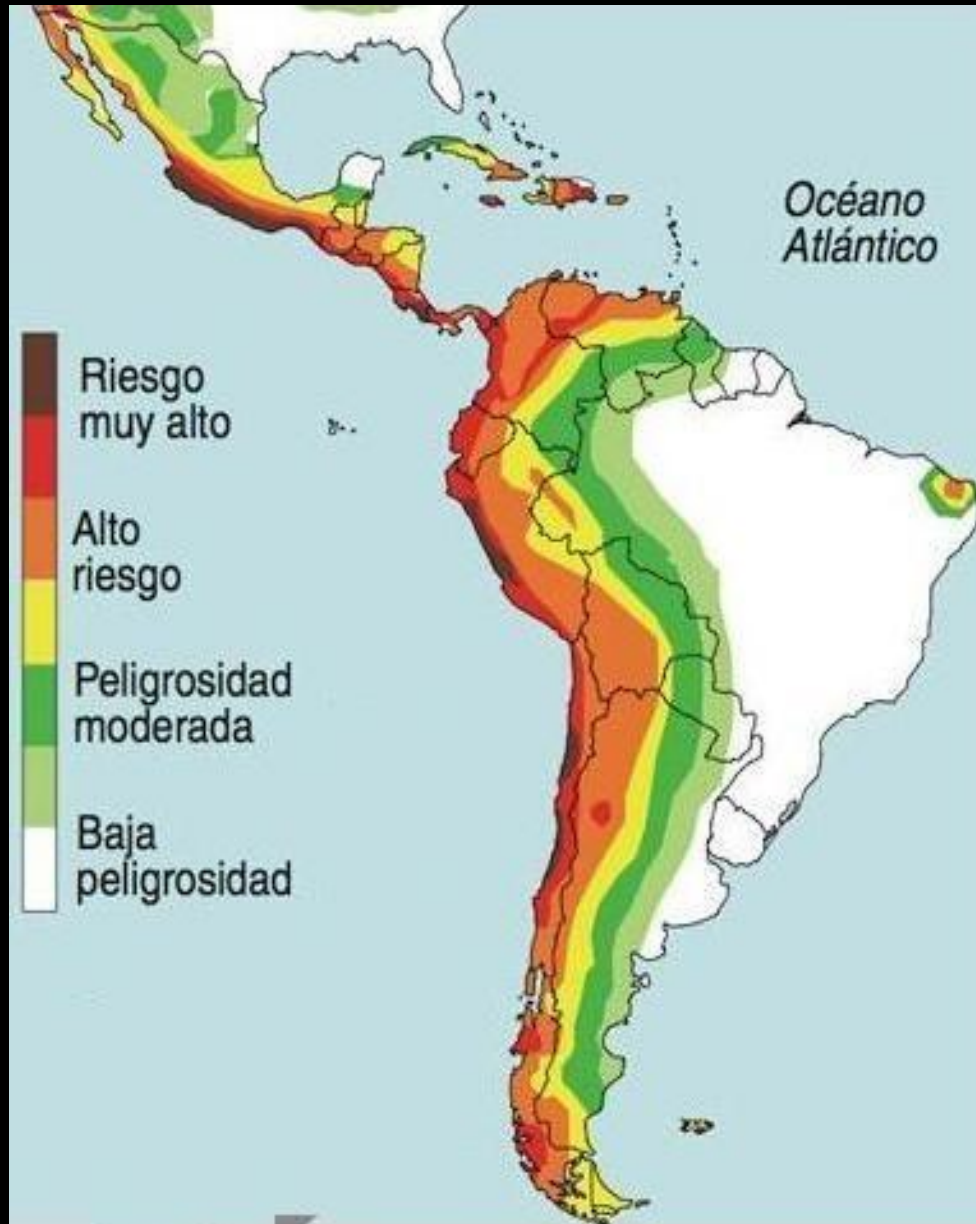 Océano
Atlántico
Riesgo
muy alto
Alto
riesgo
Peligrosidad
moderada
Baja
peligrosidad